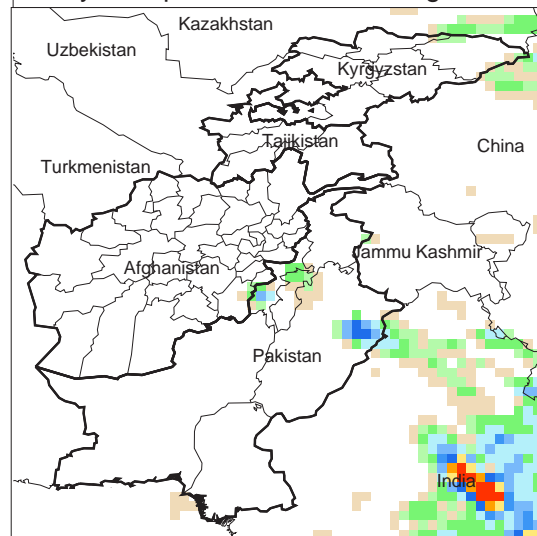 Kazakhstan
Uzbekistan
Kyrgyzstan
Tajikistan
China
Turkmenistan
Jammu Kashmir
Afghanistan
Pakistan
India